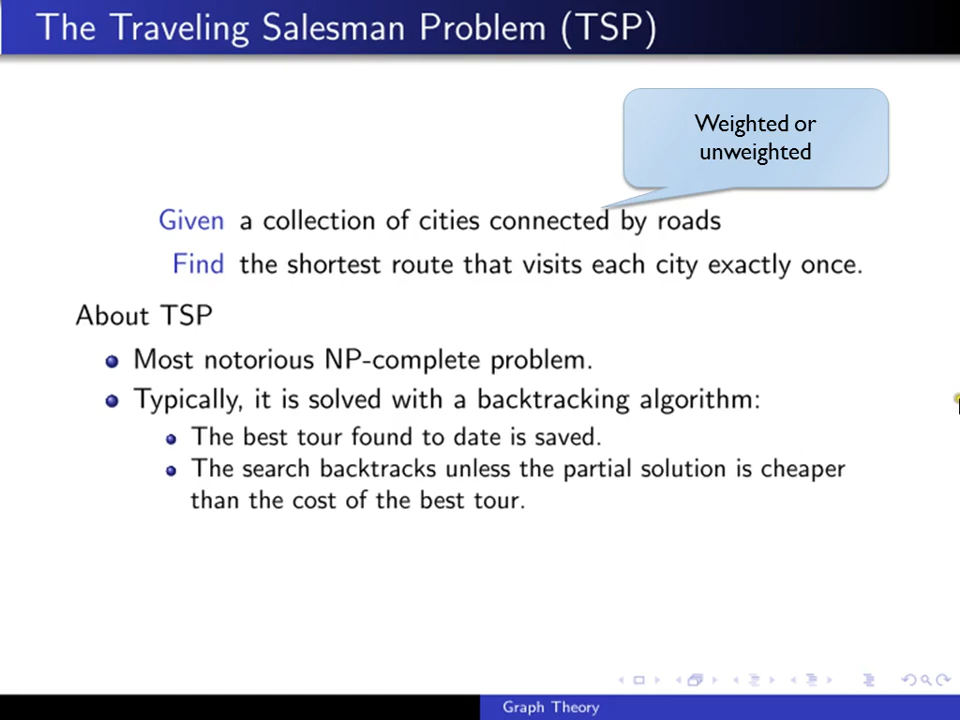 The Traveling Salesman Problem (TSP)
Weighted or
unweighted
Given a collection of cities connected by roads
Find the shortest route that visits each city exactly once.
About TSP
Most notorious NP-complete problem.
Typically, it is solved with a backtracking algorithm:
The best tour found to date is saved.
The search backtracks unless the partial solution is cheaper
than the cost of the best tour.
Graph Theory